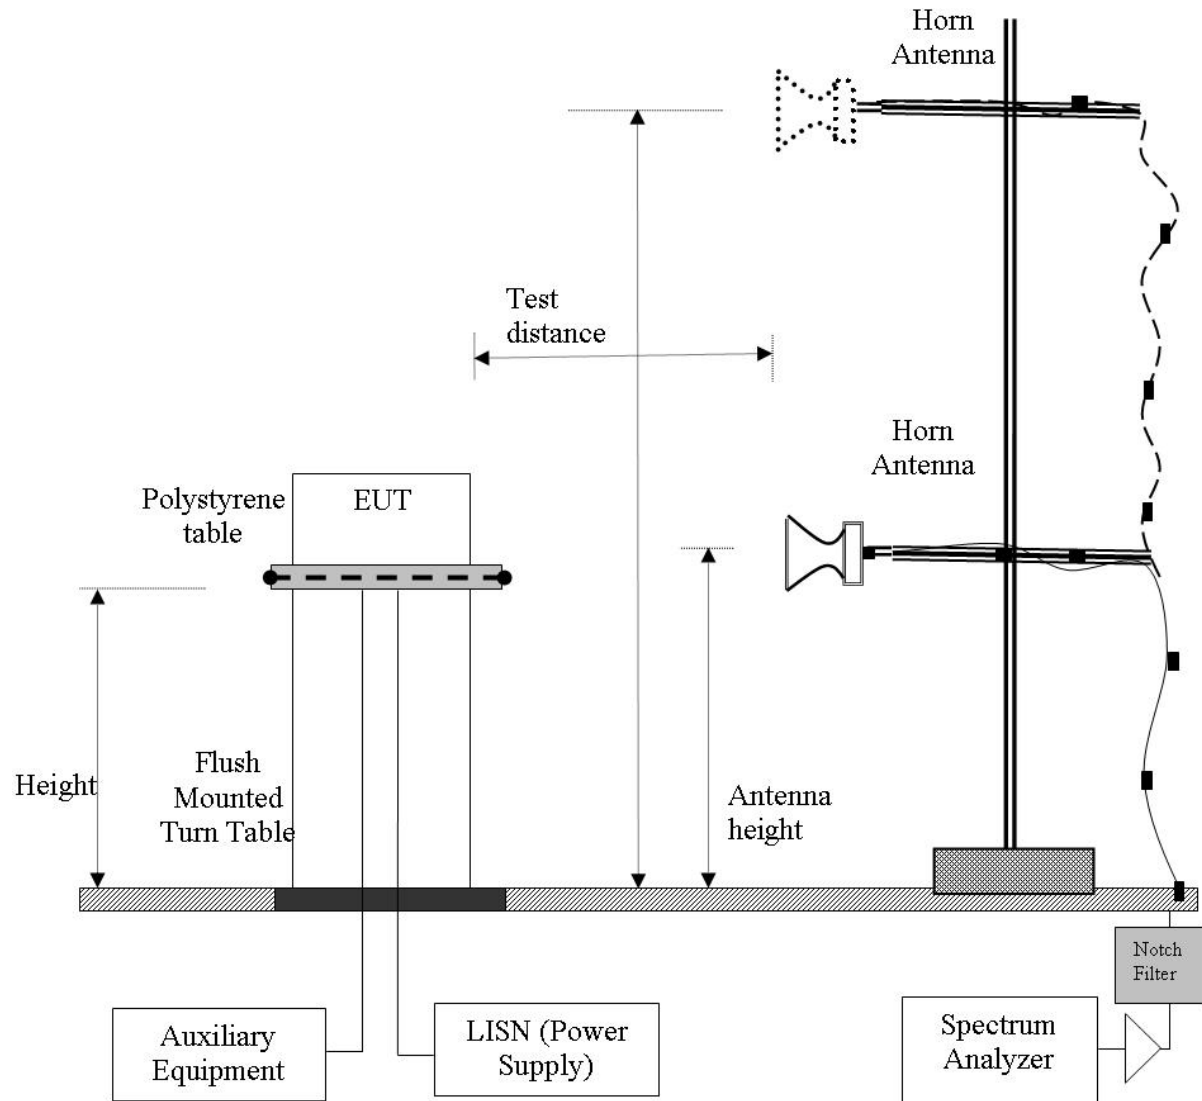 Horn
Antenna
Test
distance
Horn
Antenna
Polystyrene
table
EUT
Height
Flush
Mounted
Turn Table
Antenna
height
Notch
Filter
Auxiliary
Equipment
LISN (Power
Supply)
Spectrum
Analyzer